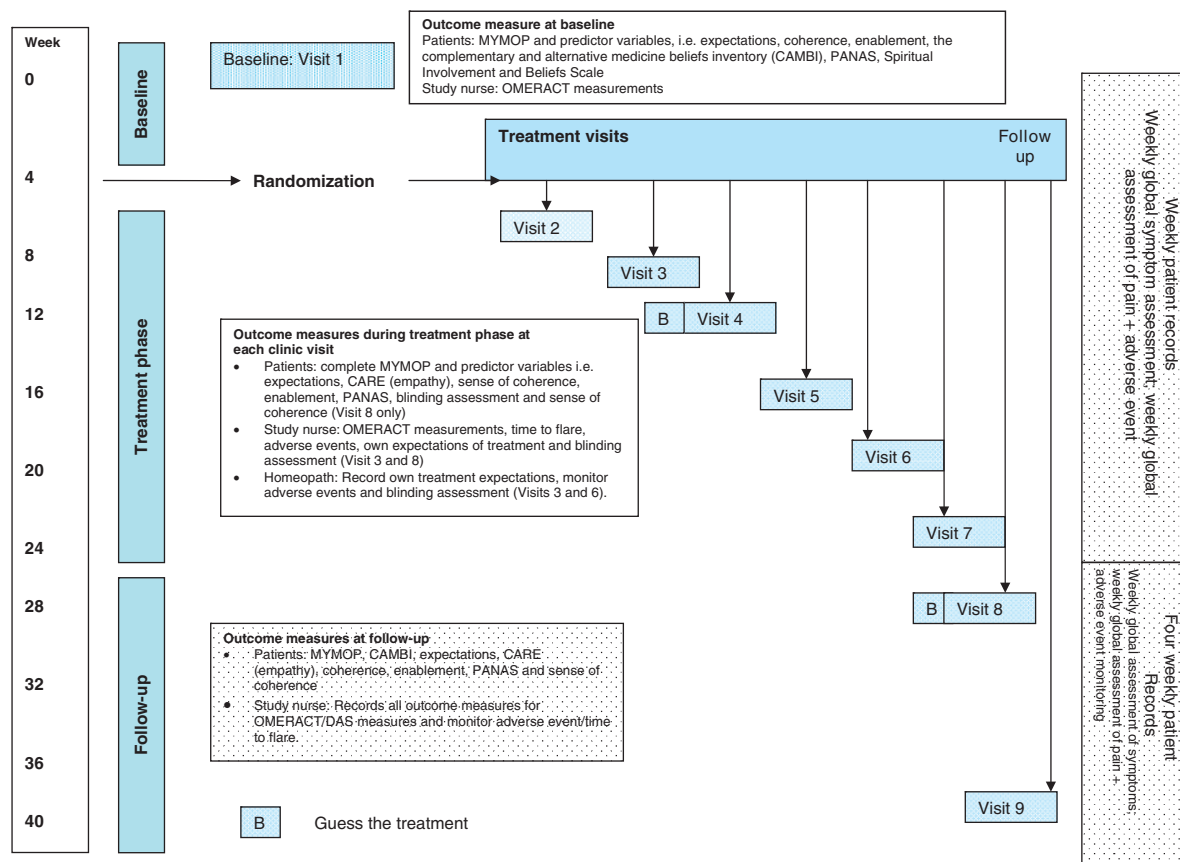 Week
0
4
8
12
16
20
24
28
32
36
40
Baseline
Treatment phase
Follow-up
Baseline: Visit 1
Outcome measure at baseline
Patients: MYMOP and predictor variables, i.e. expectations, coherence, enablement, the
complementary and alternative medicine beliefs inventory (CAMBI), PANAS, Spiritual
Involvement and Beliefs Scale
Study nurse: OMERACT measurements
Treatment visits
Follow
up
Randomization
Visit 2
Visit 3
B
Visit 4
Visit 5
Visit 6
Visit 7
B
Visit 8
Visit 9
Outcome measures during treatment phase at
each clinic visit
• Patients: complete MYMOP and predictor variables i.e.
expectations, CARE (empathy), sense of coherence,
enablement, PANAS, blinding assessment and sense of
coherence (Visit 8 only)
• Study nurse: OMERACT measurements, time to flare,
adverse events, own expectations of treatment and blinding
assessment (Visit 3 and 8)
• Homeopath: Record own treatment expectations, monitor
adverse events and blinding assessment (Visits 3 and 6).
Outcome measures at follow-up
• Patients: MYMOP, CAMBI, expectations, CARE
(empathy), coherence, enablement, PANAS and sense of
coherence
• Study nurse: Records all outcome measures for
OMERACT/DAS measures and monitor adverse event/time
to flare.
B
Guess the treatment
Weekly patient records
Weekly global symptom assessment; weekly global
assessment of pain + adverse event
Four weekly patient
Records
Weekly global assessment of symptoms;
weekly global assessment of pain +
adverse event monitoring